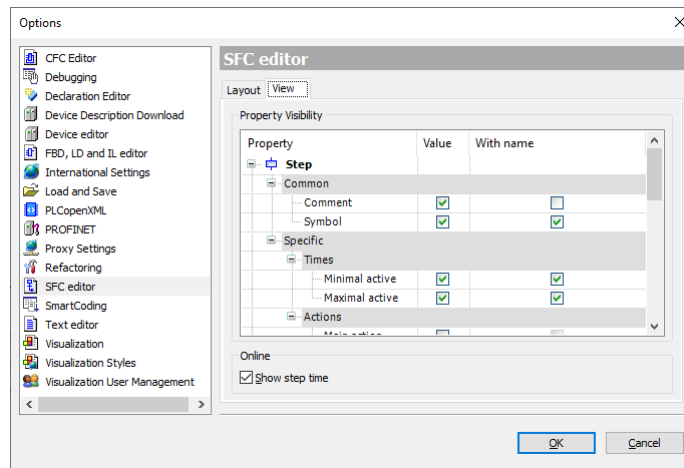 Options
CFC Editor
Debugging
Declaration Editor
Device Description Download
Device editor
FBD, LD and IL editor
International Settings
Load and Save
PLCopenXML
PROFINET
Proxy Settings
Refactoring
SFC editor
SmartCoding
Text editor
Visualization
Visualization Styles
Visualization User Management
SFC editor
Layout View
Property Visibility
Property Value With name
Step
Common
Comment
Symbol
Specific
Times
Minimal active
Maximal active
Actions
Main action
Online
Show step time
OK Cancel